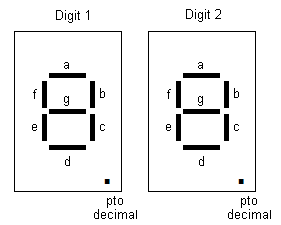 Digit 1 Digit 2
a a
f b f b
g g
e c e c
d d
pto pto
decimal decimal